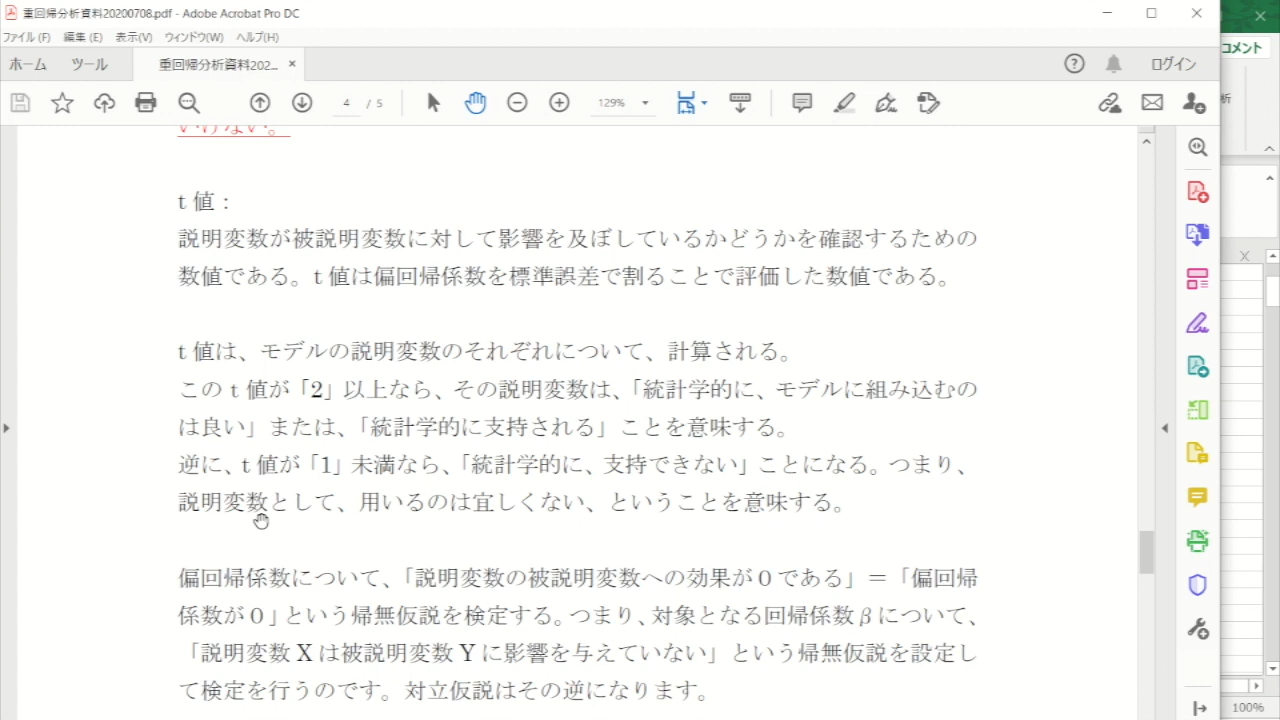 重回帰分析資料20200708.pdf - Adobe Acrobat Pro DC
ファイル(F) 編集(E) 表示(V) ウィンドウ(W) ヘルプ(H)
コメント
ホーム ツール 重回帰分析資料202... × ログイン
4 / 5 129%
析
いけない。
t 値：
説明変数が被説明変数に対して影響を及ぼしているかどうかを確認するための
数値である。t 値は偏回帰係数を標準誤差で割ることで評価した数値である。
t 値は、モデルの説明変数のそれぞれについて、計算される。
この t 値が「2」以上なら、その説明変数は、「統計学的に、モデルに組み込むの
は良い」または、「統計学的に支持される」ことを意味する。
逆に、t 値が「1」未満なら、「統計学的に、支持できない」ことになる。つまり、
説明変数として、用いるのは宜しくない、ということを意味する。
偏回帰係数について、「説明変数の被説明変数への効果が０である」＝「偏回帰
係数が０」という帰無仮説を検定する。つまり、対象となる回帰係数βについて、
「説明変数 X は被説明変数 Y に影響を与えていない」という帰無仮説を設定し
て検定を行うのです。対立仮説はその逆になります。
X
100%